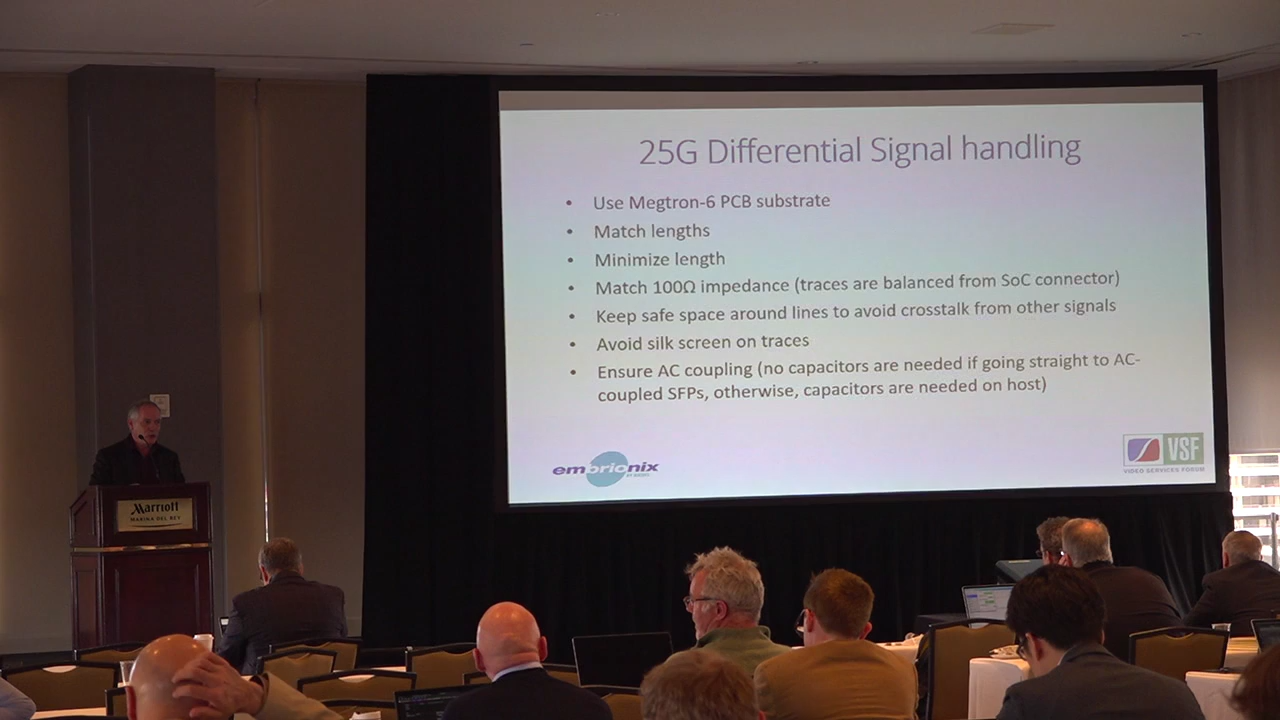 25G Differential Signal handling
• Use Megtron-6 PCB substrate
• Match lengths
• Minimize length
• Match 100Ω impedance (traces are balanced from SoC connector)
• Keep safe space around lines to avoid crosstalk from other signals
• Avoid silk screen on traces
• Ensure AC coupling (no capacitors are needed if going straight to AC-
coupled SFPs, otherwise, capacitors are needed on host)
embrionix
VSF
VIDEO SERVICES FORUM
Marriott
MARINA DEL REY